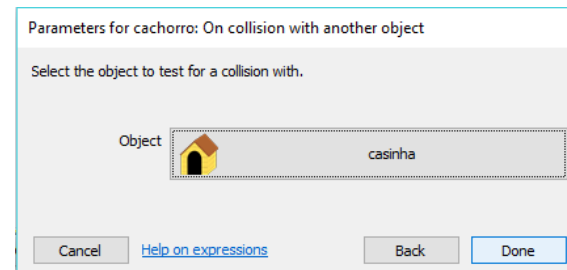 Parameters for cachorro: On collision with another object
Select the object to test for a collision with.
Object casinha
Cancel Help on expressions Back Done